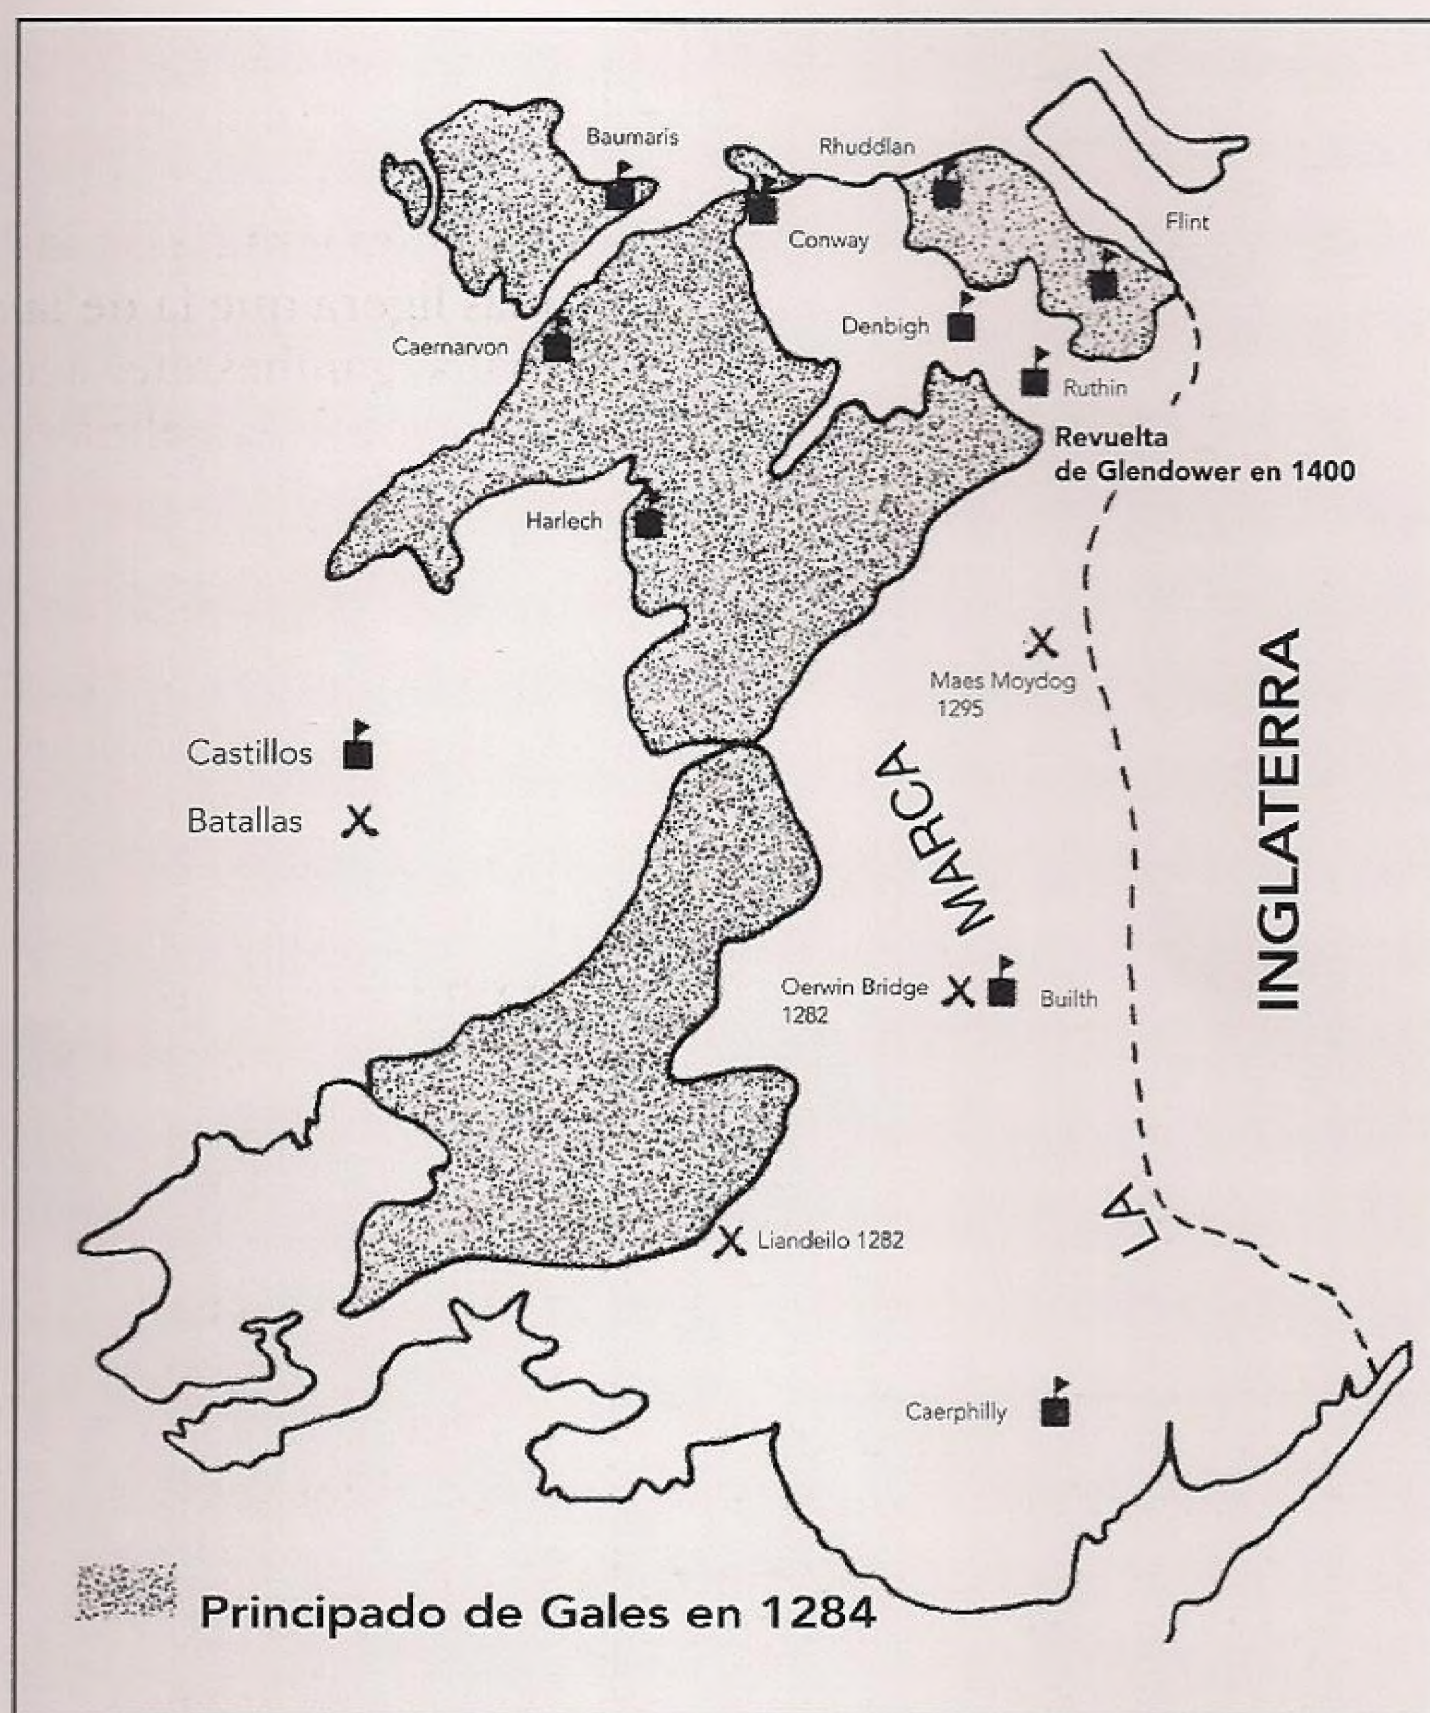 Baumaris
Rhuddlan
Flint
Conway
Denbigh
Caernarvon
Ruthin
Revuelta
de Glendower en 1400
Harlech
Maes Moydog
1295
INGLATERRA
Castillos
Batallas
LA MARCA
Oerwin Bridge
1282
Builth
Liandeilo 1282
Caerphilly
Principado de Gales en 1284